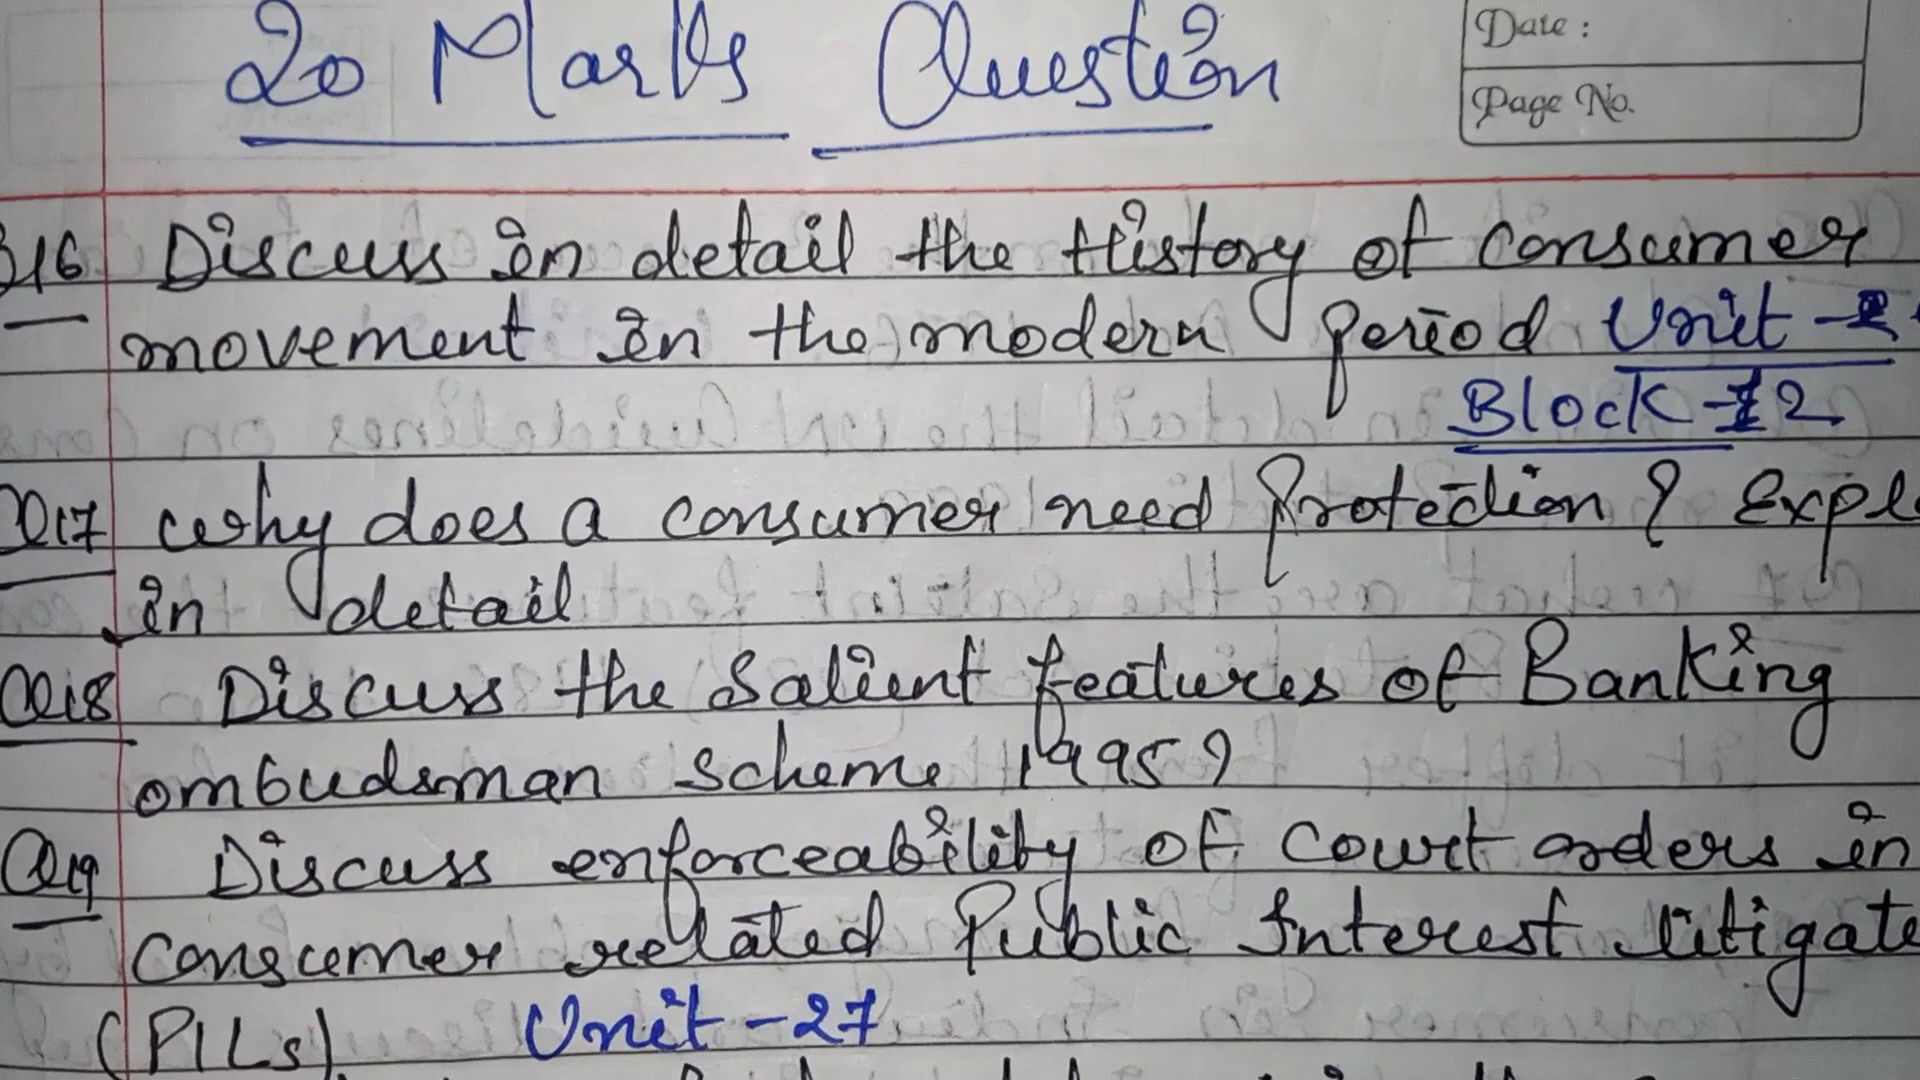 20 Marks Question
Date :
Page No.
Q16 Discuss in detail the History of consumer
movement in the modern Period Unit -2
Block -12
Q17 why does a consumer need Protection ? Expl
in detail
Q18 Discuss the Salient features of Banking
ombudsman Scheme 1995 ?
Q19 Discuss enforceability of Court orders in
consumer related Public Interest litigate
(PILs). Unit -27